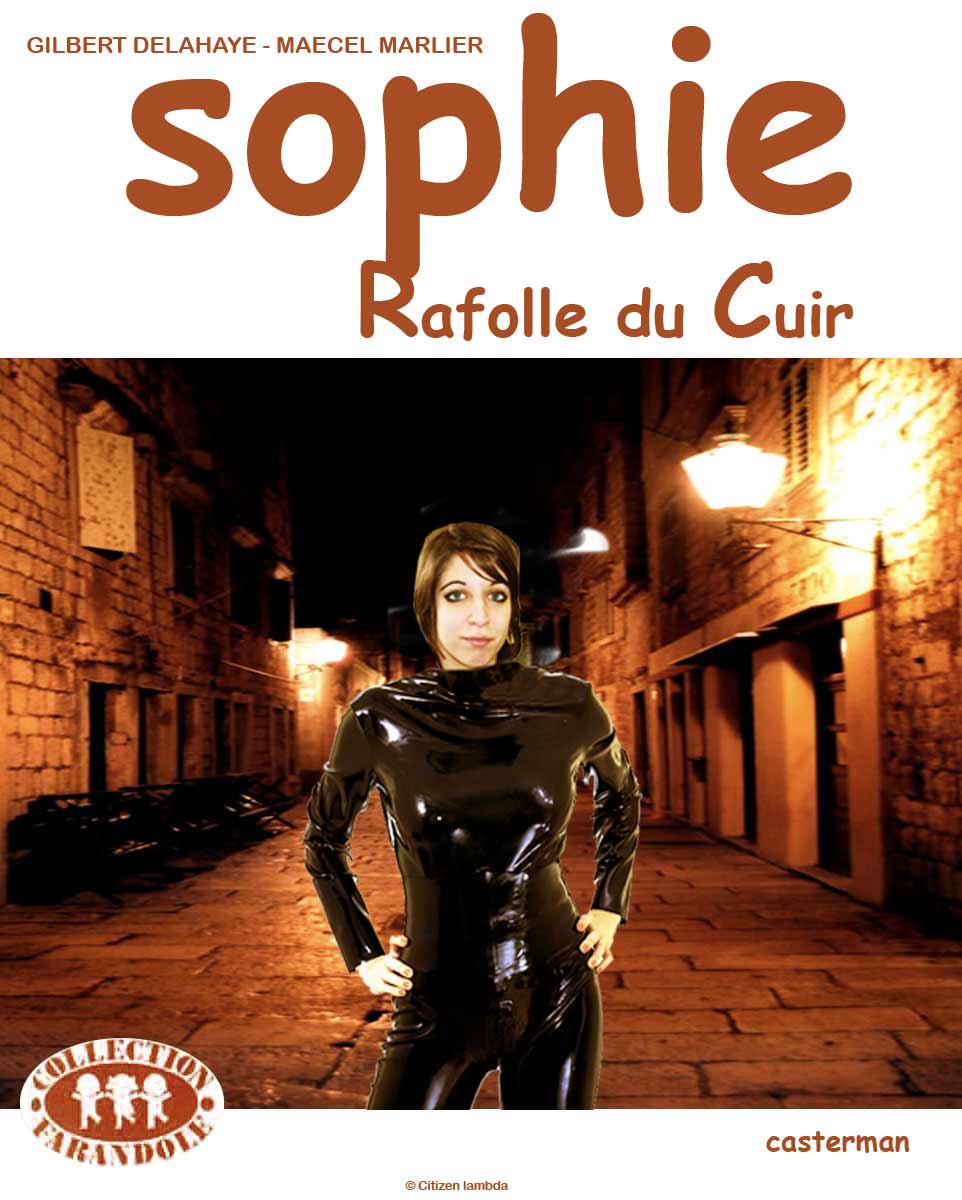 GILBERT DELAHAYE - MAECEL MARLIER
sophie
Rafolle du Cuir
COLLECTION
FARANDOLE
casterman
© Citizen lambda